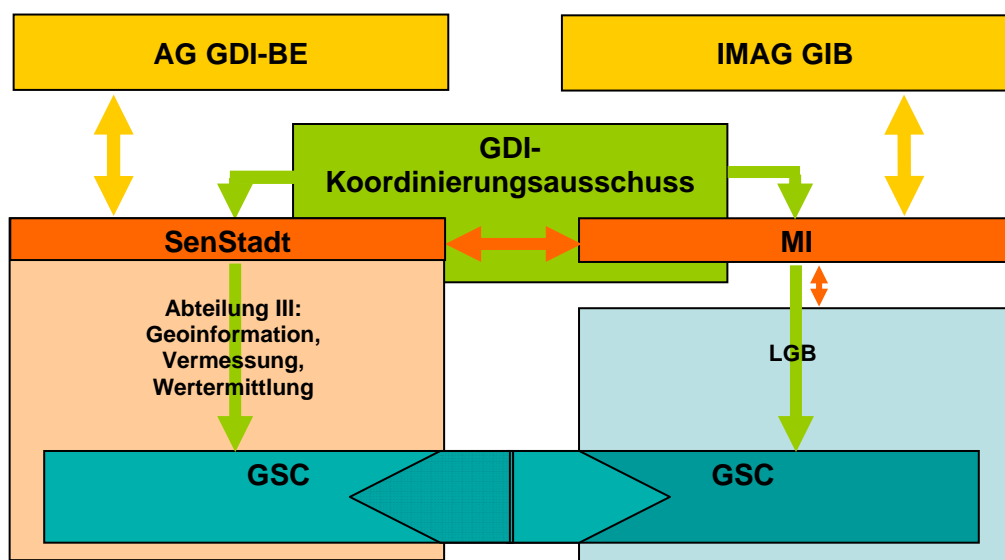 AG GDI-BE
IMAG GIB
GDI-
Koordinierungsausschuss
SenStadt
MI
Abteilung III:
Geoinformation,
Vermessung,
Wertermittlung
LGB
GSC
GSC